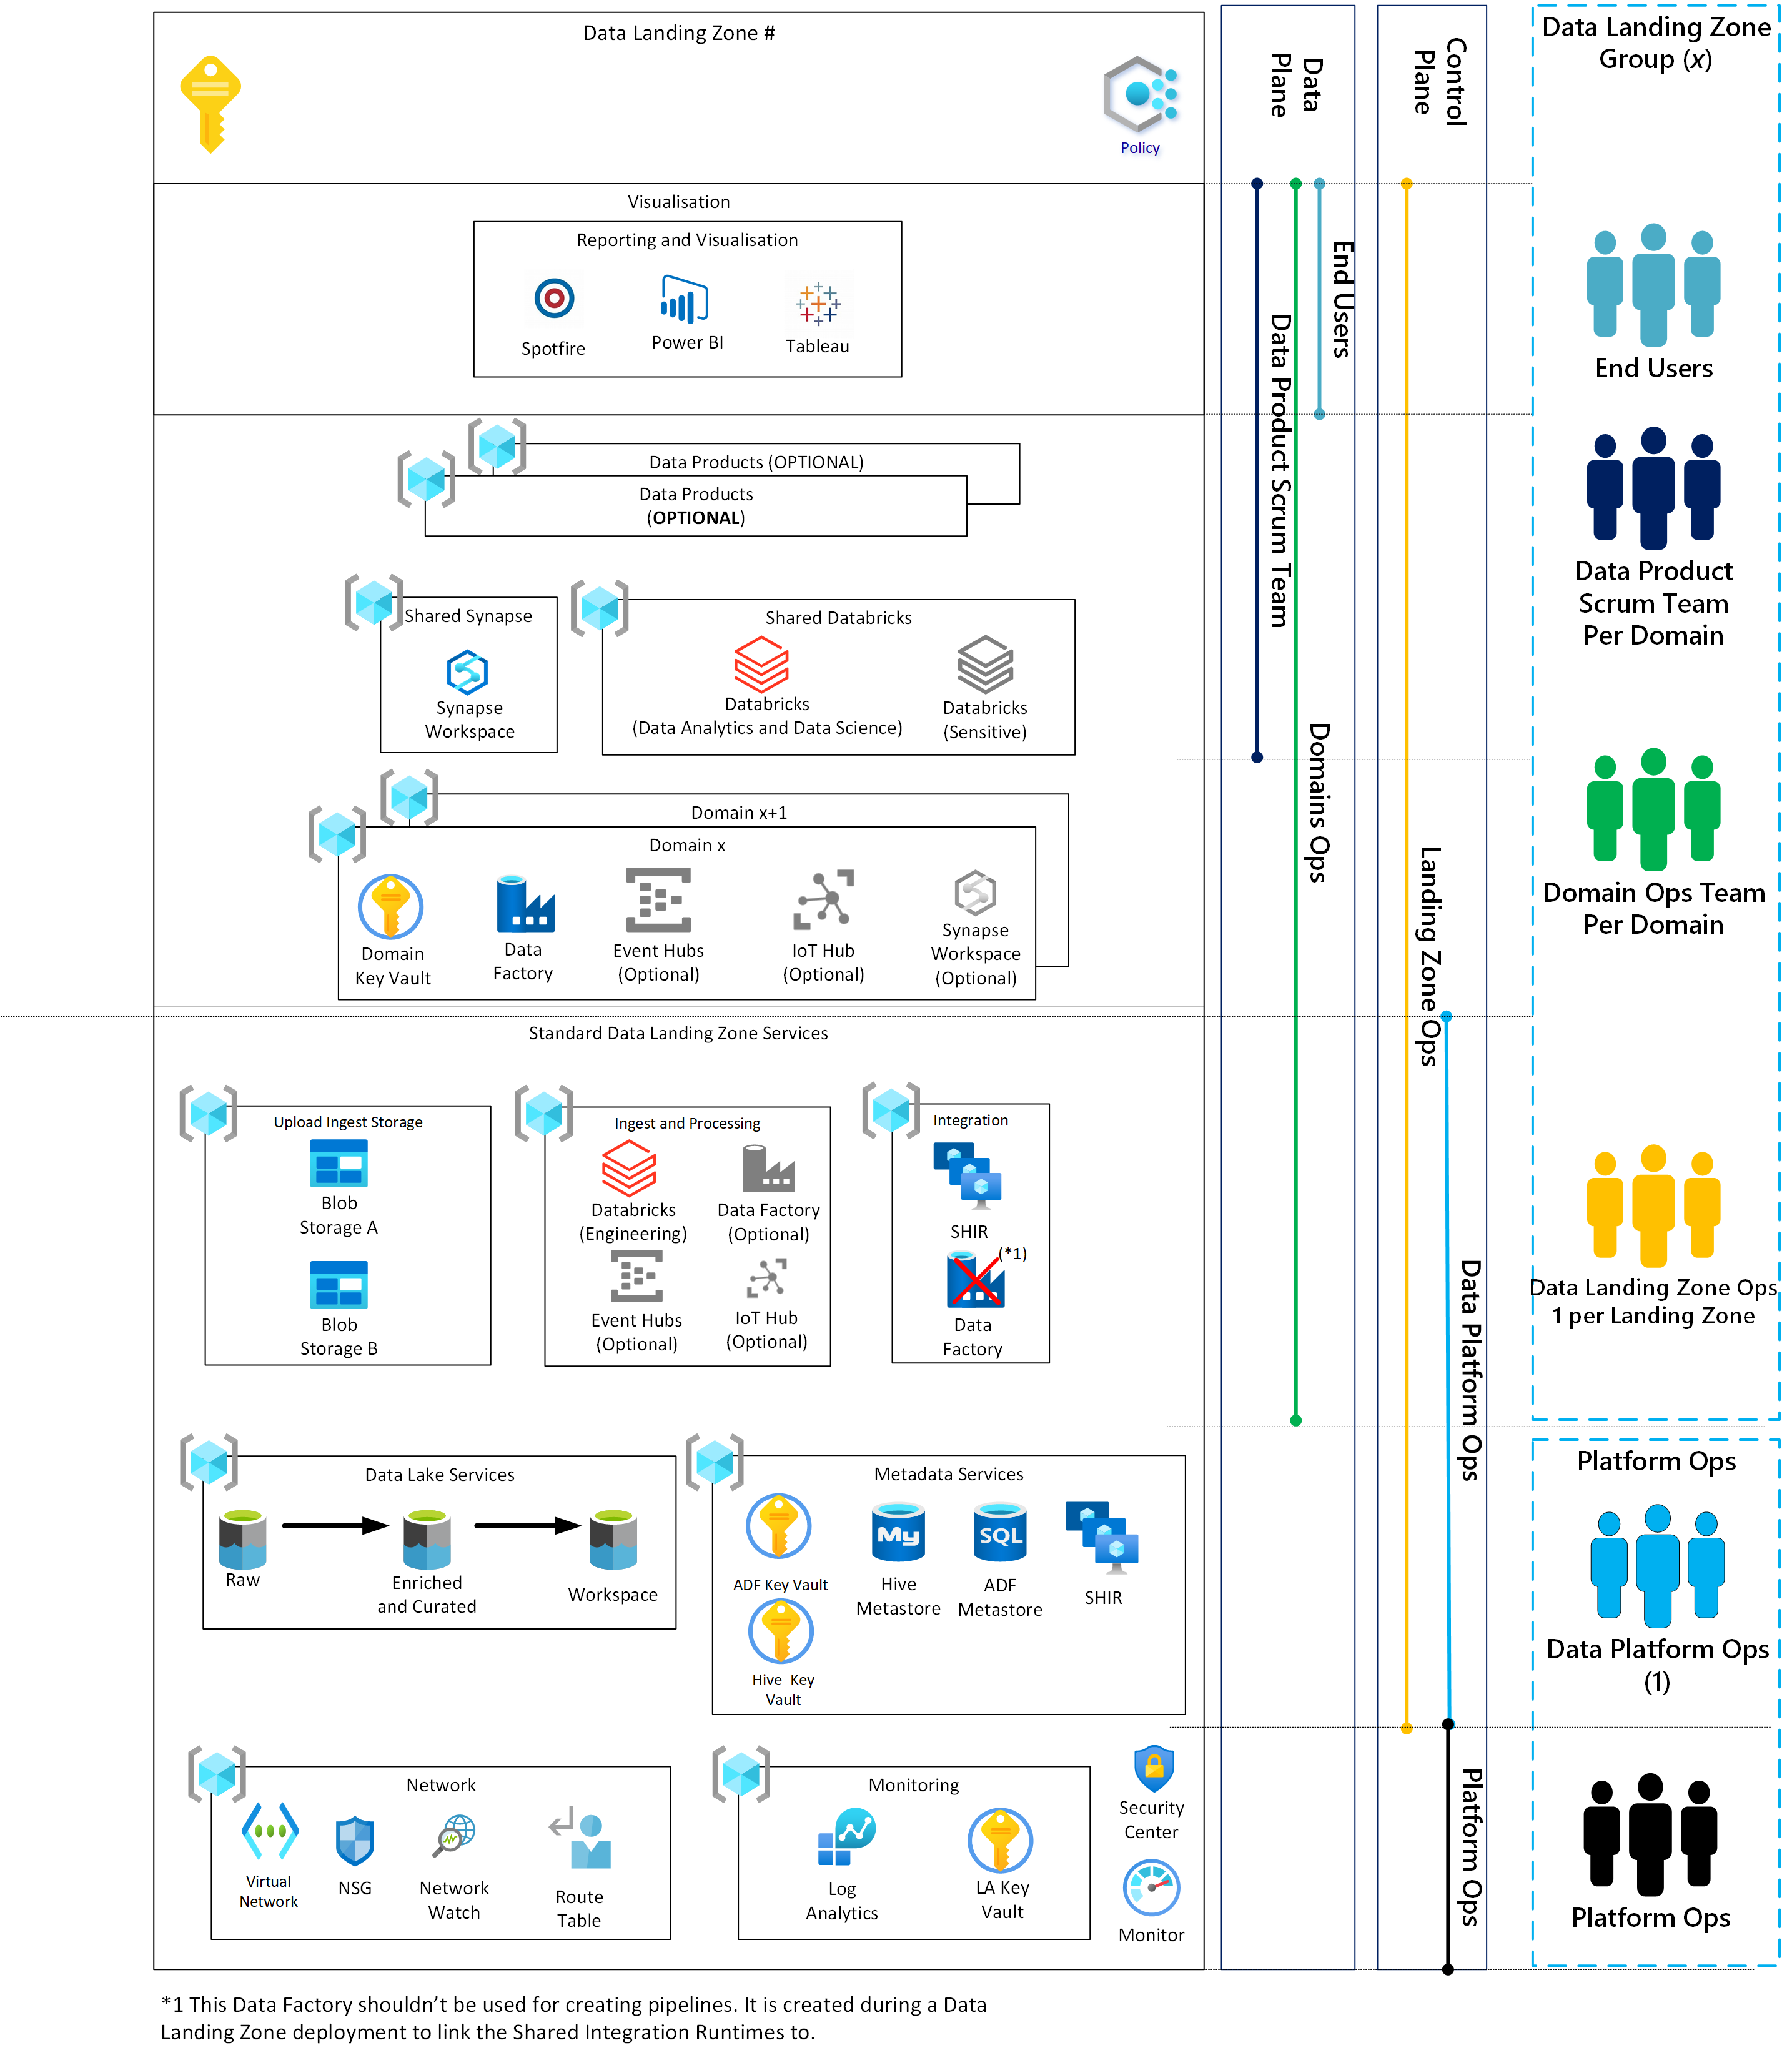 Data Landing Zone #
Policy
Visualisation
Reporting and Visualisation
Spotfire
Power BI
Tableau
Data Products (OPTIONAL)
Data Products
(OPTIONAL)
Shared Synapse
Synapse
Workspace
Shared Databricks
Databricks
(Data Analytics and Data Science)
Databricks
(Sensitive)
Domain x+1
Domain x
Domain
Key Vault
Data
Factory
Event Hubs
(Optional)
IoT Hub
(Optional)
Synapse
Workspace
(Optional)
Standard Data Landing Zone Services
Upload Ingest Storage
Blob
Storage A
Blob
Storage B
Ingest and Processing
Databricks
(Engineering)
Data Factory
(Optional)
Event Hubs
(Optional)
IoT Hub
(Optional)
Integration
SHIR
(*1)
Data
Factory
Data Lake Services
Raw
Enriched
and Curated
Workspace
Metadata Services
ADF Key Vault
My
Hive
Metastore
SQL
ADF
Metastore
SHIR
Hive Key
Vault
Network
Virtual
Network
NSG
Network
Watch
Route
Table
Monitoring
Log
Analytics
LA Key
Vault
Security
Center
Monitor
*1 This Data Factory shouldn't be used for creating pipelines. It is created during a Data
Landing Zone deployment to link the Shared Integration Runtimes to.
Data
Plane
End Users
Data Product Scrum Team
Domains Ops
Control
Plane
Landing Zone Ops
Data Platform Ops
Platform Ops
Data Landing Zone
Group (x)
End Users
Data Product
Scrum Team
Per Domain
Domain Ops Team
Per Domain
Data Landing Zone Ops
1 per Landing Zone
Platform Ops
Data Platform Ops
(1)
Platform Ops